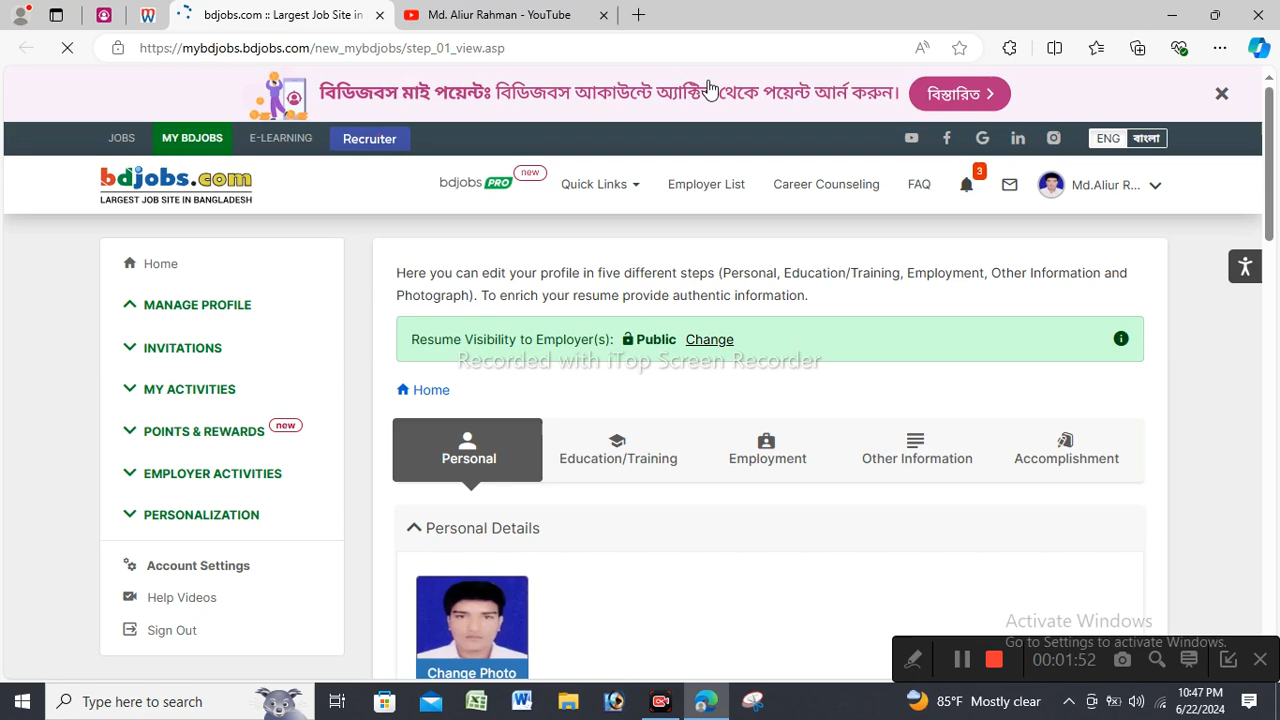 bdjobs.com :: Largest Job Site in
Md. Aliur Rahman - YouTube
https://mybdjobs.bdjobs.com/new_mybdjobs/step_01_view.asp
বিডিজবস মাই পয়েন্টঃ বিডিজবস আকাউন্টে অ্যাক্টি থেকে পয়েন্ট আর্ন করুন।
বিস্তারিত
JOBS
MY BDJOBS
E-LEARNING
Recruiter
ENG
বাংলা
bdjobs.com
LARGEST JOB SITE IN BANGLADESH
bdjobs PRO
new
Quick Links
Employer List
Career Counseling
FAQ
3
Md.Aliur R...
Home
MANAGE PROFILE
INVITATIONS
MY ACTIVITIES
POINTS & REWARDS
new
EMPLOYER ACTIVITIES
PERSONALIZATION
Account Settings
Help Videos
Sign Out
Here you can edit your profile in five different steps (Personal, Education/Training, Employment, Other Information and
Photograph). To enrich your resume provide authentic information.
Resume Visibility to Employer(s): Public Change
Recorded with iTop Screen Recorder
Home
Personal
Education/Training
Employment
Other Information
Accomplishment
Personal Details
Change Photo
Activate Windows
Go to Settings to activate Windows.
00:01:52
Type here to search
85°F Mostly clear
10:47 PM
6/22/2024